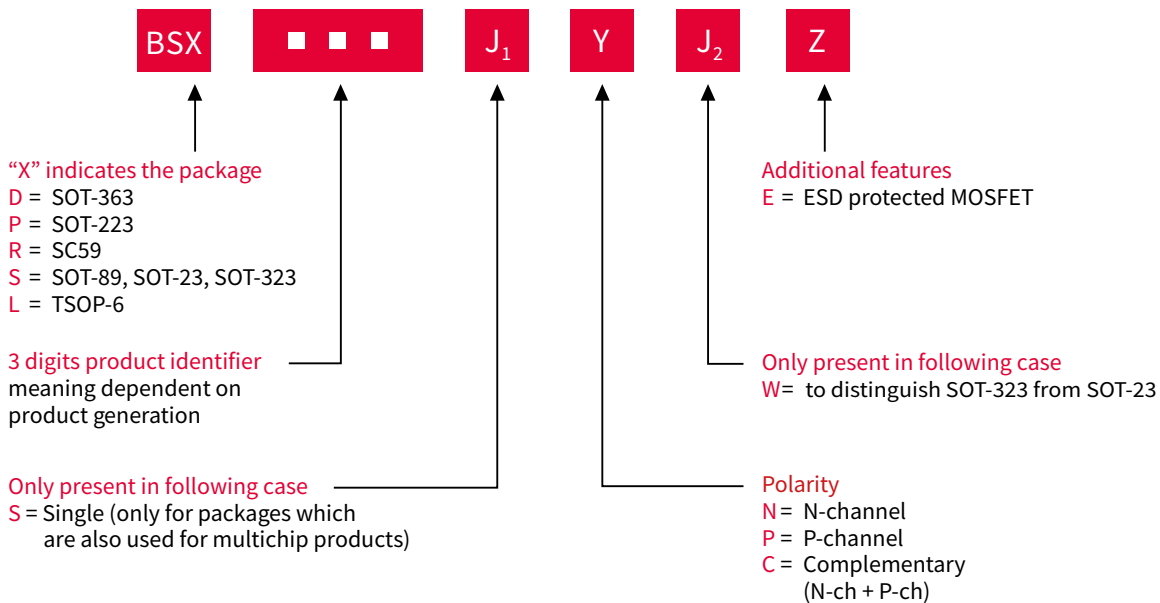 BSX
J₁
Y
J₂
Z
“X” indicates the package
D = SOT-363
P = SOT-223
R = SC59
S = SOT-89, SOT-23, SOT-323
L = TSOP-6
Additional features
E = ESD protected MOSFET
3 digits product identifier
meaning dependent on
product generation
Only present in following case
W= to distinguish SOT-323 from SOT-23
Only present in following case
S = Single (only for packages which
are also used for multichip products)
Polarity
N= N-channel
P = P-channel
C = Complementary
(N-ch + P-ch)